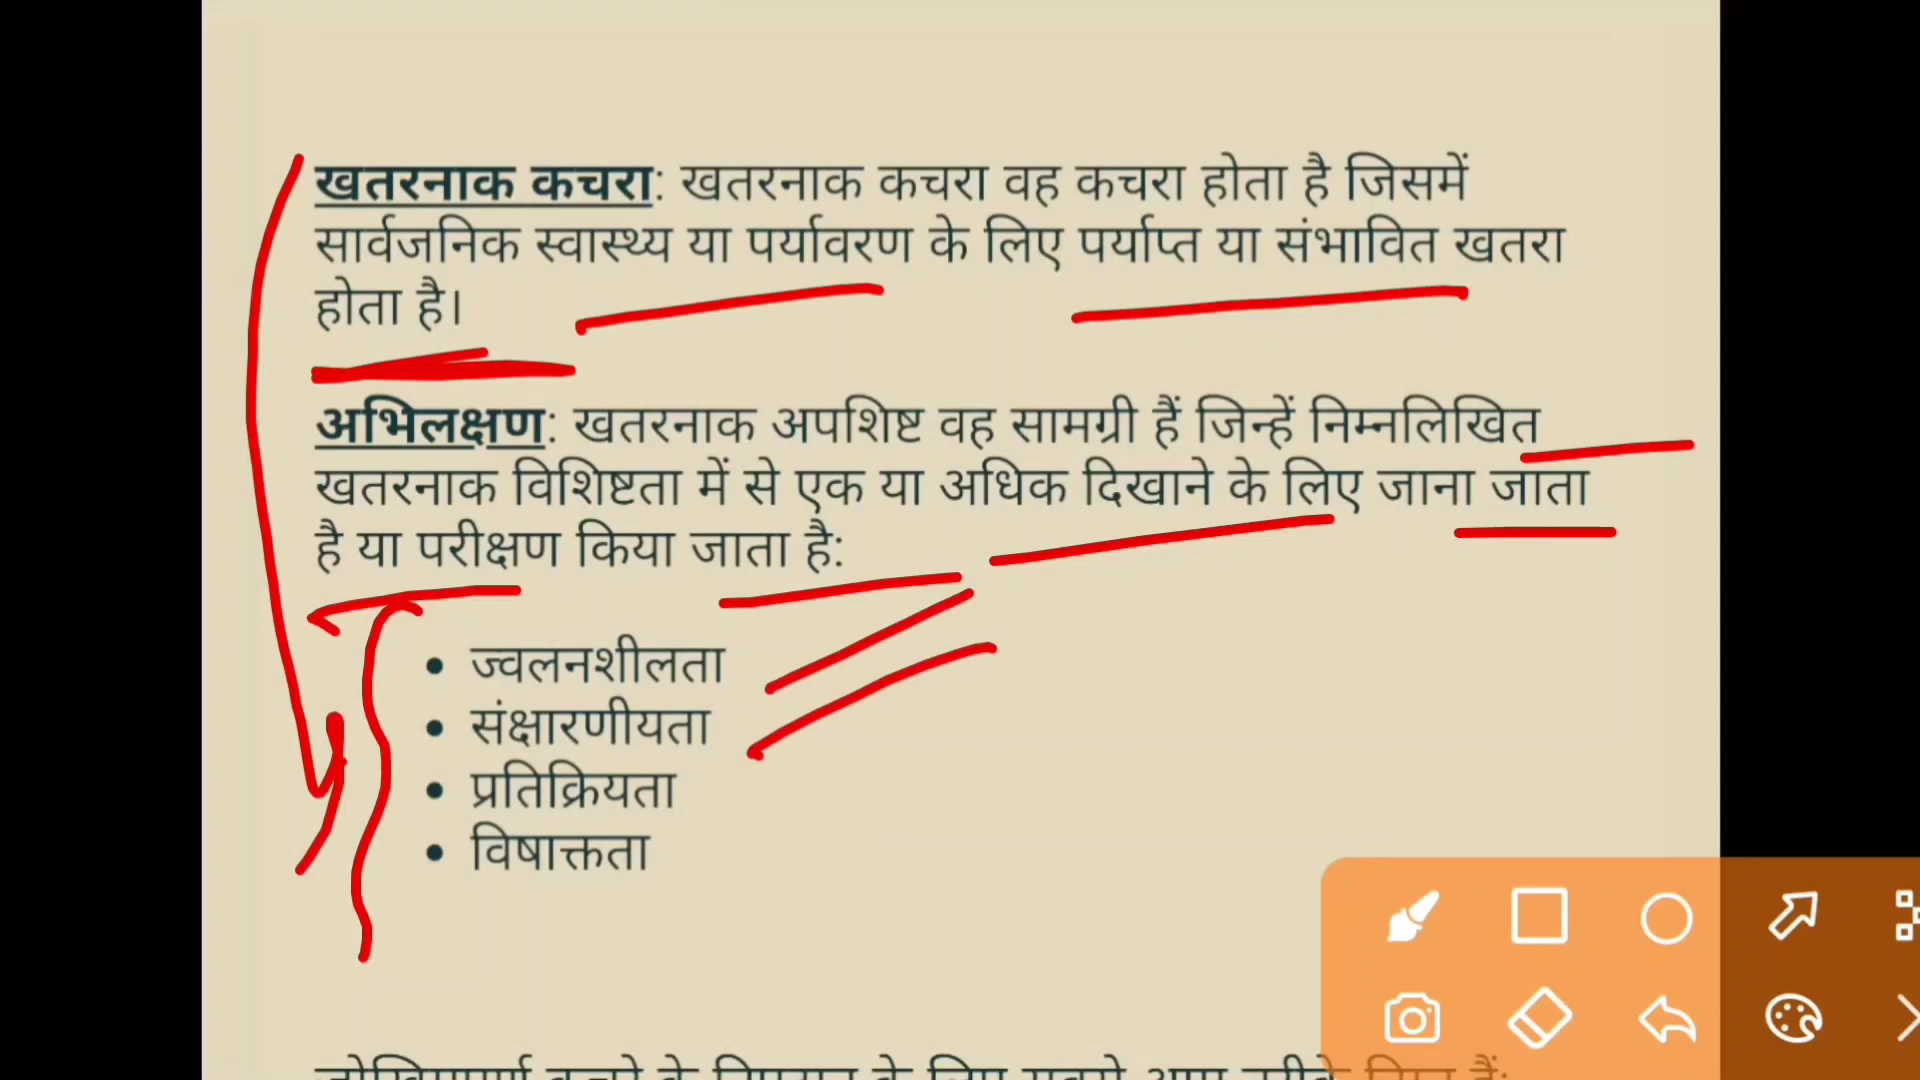 खतरनाक कचरा: खतरनाक कचरा वह कचरा होता है जिसमें
सार्वजनिक स्वास्थ्य या पर्यावरण के लिए पर्याप्त या संभावित खतरा
होता है।
अभिलक्षण: खतरनाक अपशिष्ट वह सामग्री हैं जिन्हें निम्नलिखित
खतरनाक विशिष्टता में से एक या अधिक दिखाने के लिए जाना जाता
है या परीक्षण किया जाता है:
• ज्वलनशीलता
• संक्षारणीयता
• प्रतिक्रियता
• विषाक्तता